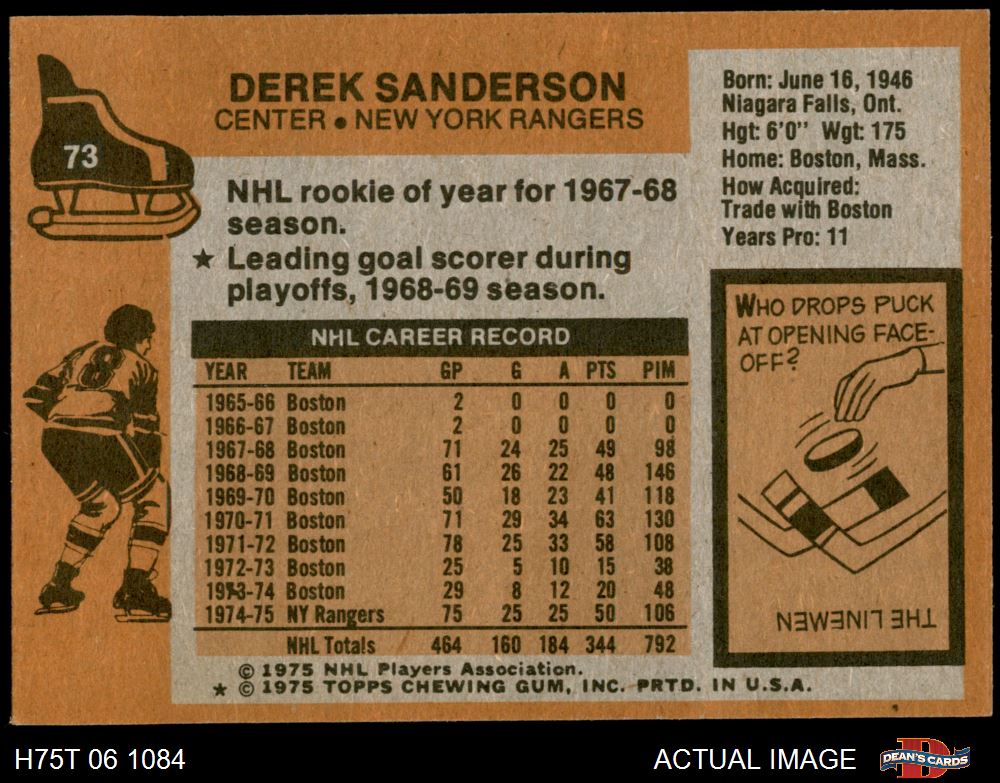 DEREK SANDERSON
CENTER • NEW YORK RANGERS
73
Born: June 16, 1946
Niagara Falls, Ont.
Hgt: 6'0" Wgt: 175
Home: Boston, Mass.
How Acquired:
Trade with Boston
Years Pro: 11
NHL rookie of year for 1967-68
season.
★ Leading goal scorer during
playoffs, 1968-69 season.
NHL CAREER RECORD
YEAR TEAM GP G A PTS PIM
1965-66 Boston 2 0 0 0 0
1966-67 Boston 2 0 0 0 0
1967-68 Boston 71 24 25 49 98
1968-69 Boston 61 26 22 48 146
1969-70 Boston 50 18 23 41 118
1970-71 Boston 71 29 34 63 130
1971-72 Boston 78 25 33 58 108
1972-73 Boston 25 5 10 15 38
1973-74 Boston 29 8 12 20 48
1974-75 NY Rangers 75 25 25 50 106
NHL Totals 464 160 184 344 792
© 1975 NHL Players Association.
★ © 1975 TOPPS CHEWING GUM, INC. PRTD. IN U.S.A.
8
WHO DROPS PUCK
AT OPENING FACE-
OFF?
THE LINEMEN
H75T 06 1084
ACTUAL IMAGE
D
DEAN'S CARDS